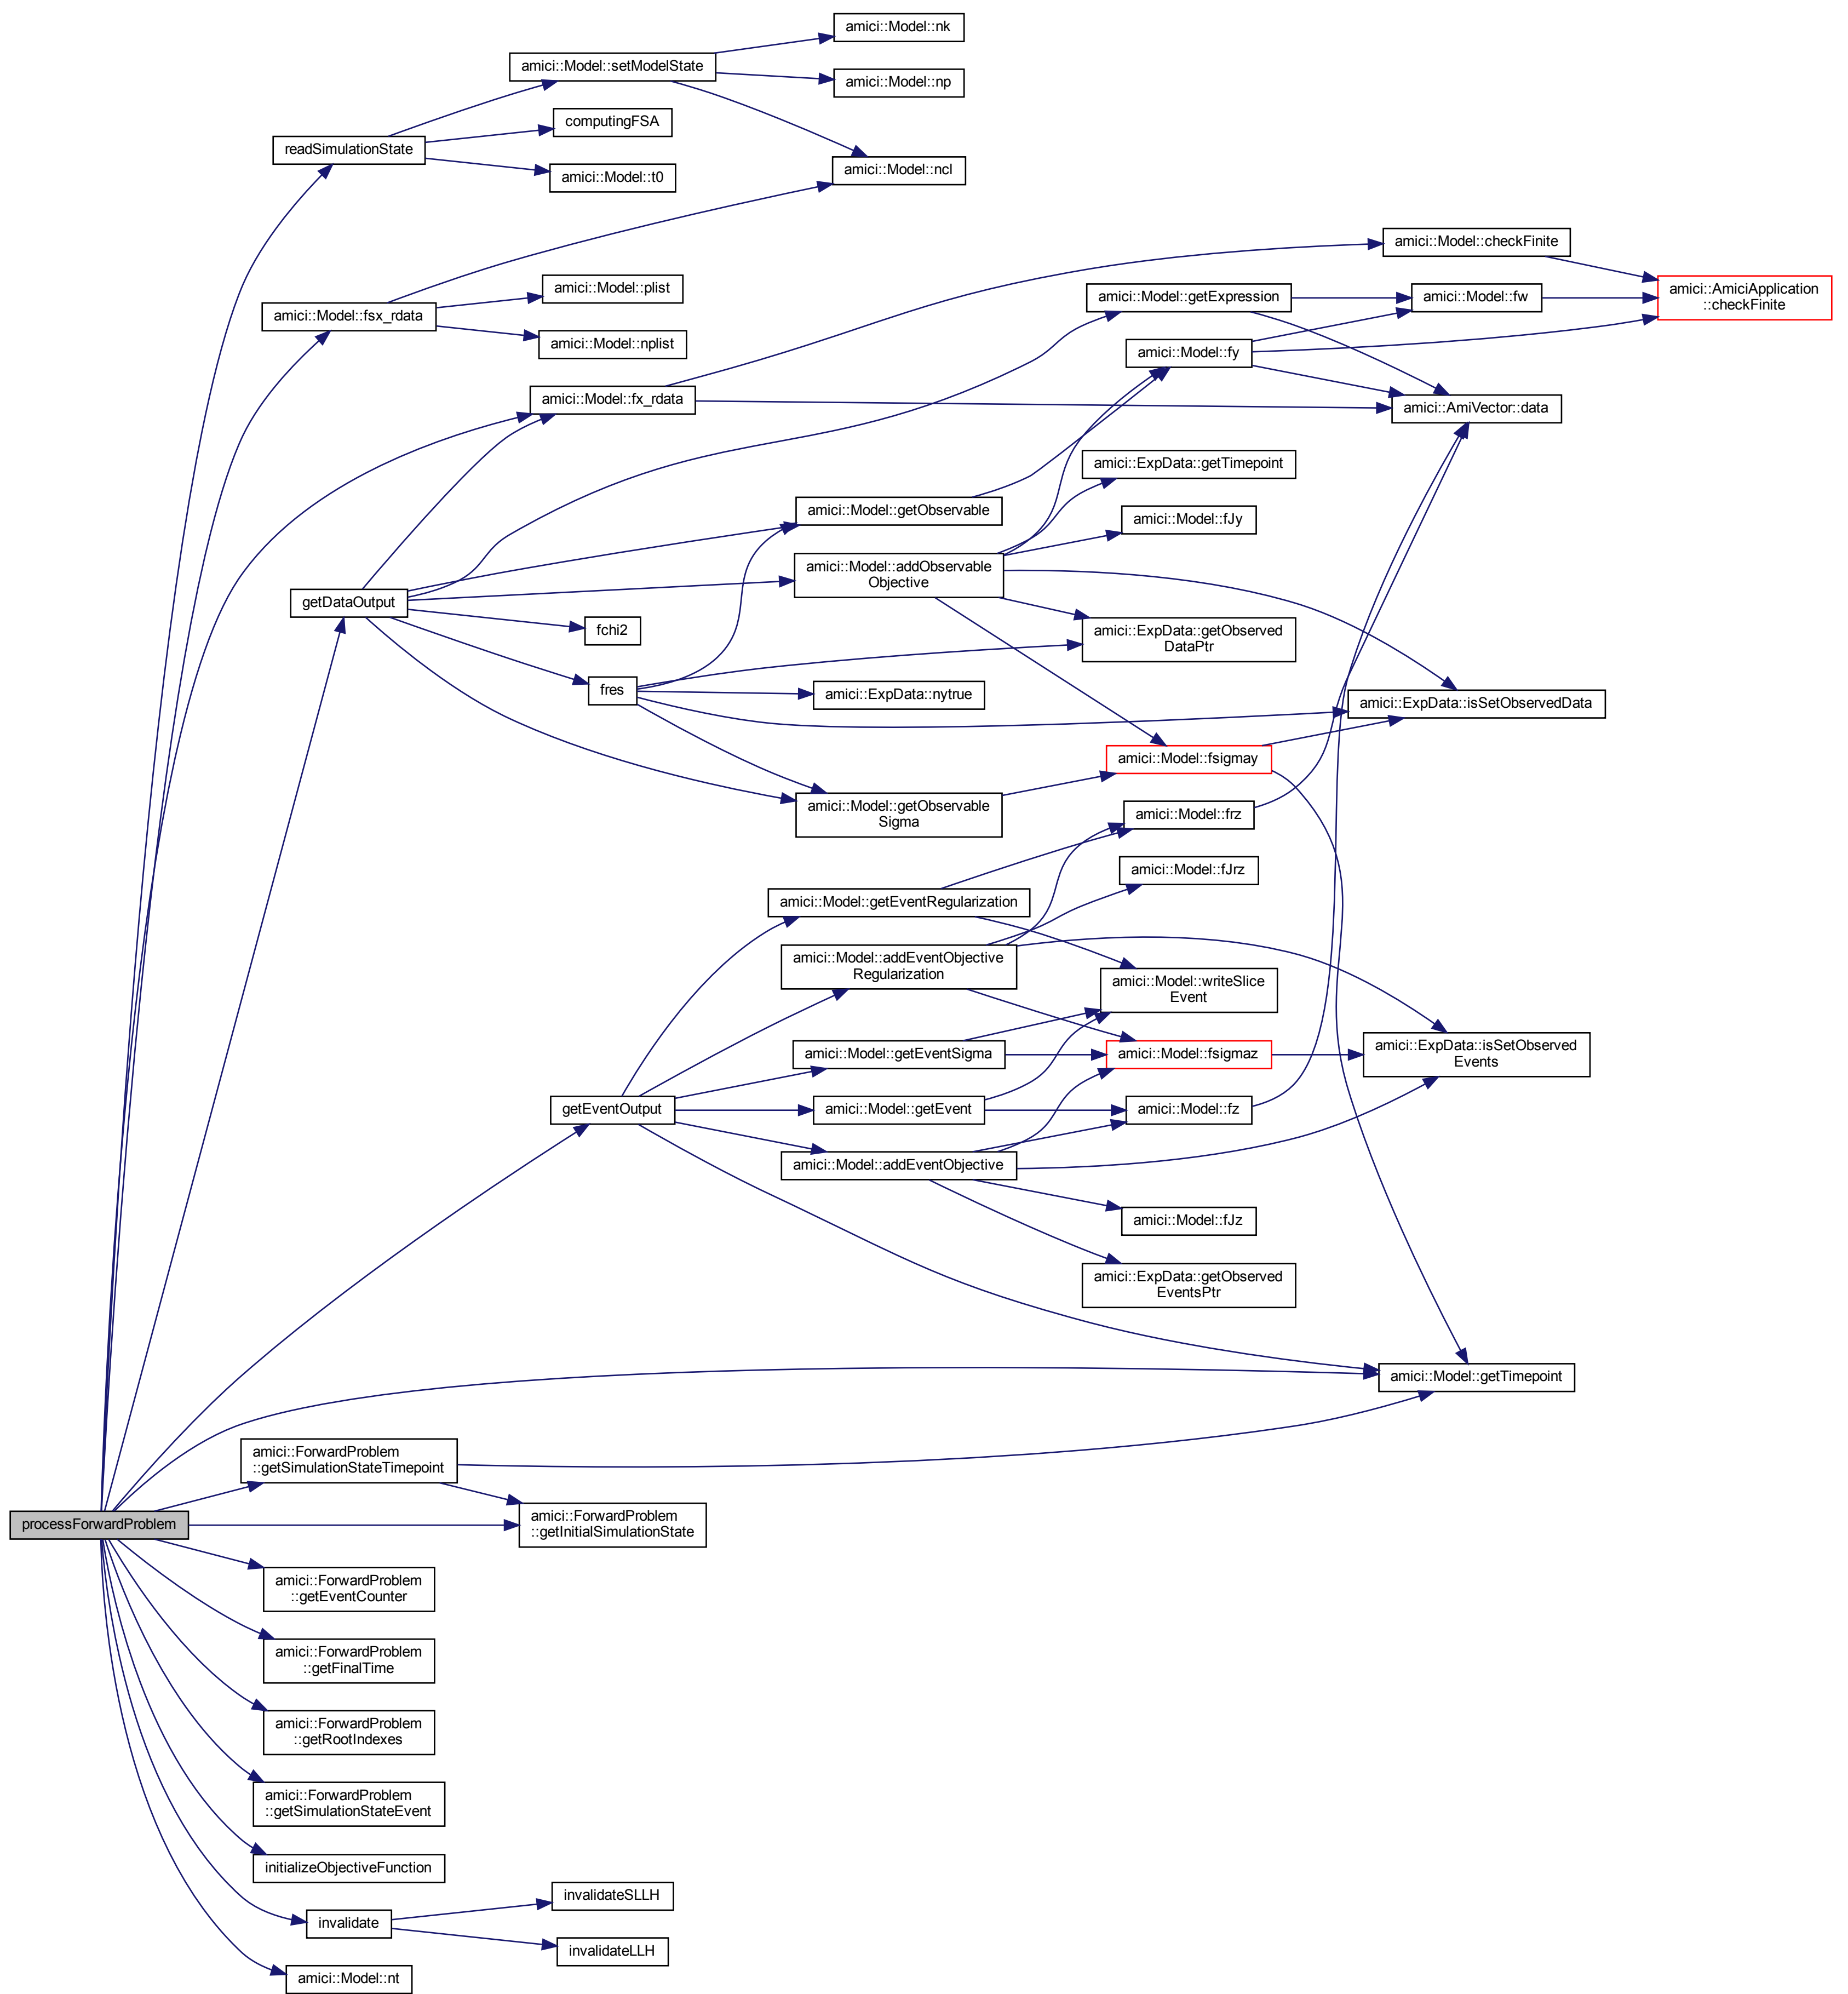 amici::Model::nk
amici::Model::setModelState
amici::Model::np
computingFSA
readSimulationState
amici::Model::ncl
amici::Model::t0
amici::Model::checkFinite
amici::Model::plist
amici::Model::getExpression
amici::Model::fw
amici::AmiciApplication
::checkFinite
amici::Model::fsx_rdata
amici::Model::nplist
amici::Model::fy
amici::Model::fx_rdata
amici::AmiVector::data
amici::ExpData::getTimepoint
amici::Model::getObservable
amici::Model::fJy
amici::Model::addObservable
Objective
getDataOutput
fchi2
amici::ExpData::getObserved
DataPtr
fres
amici::ExpData::nytrue
amici::ExpData::isSetObservedData
amici::Model::fsigmay
amici::Model::getObservable
Sigma
amici::Model::frz
amici::Model::fJrz
amici::Model::getEventRegularization
amici::Model::addEventObjective
Regularization
amici::Model::writeSlice
Event
amici::Model::getEventSigma
amici::Model::fsigmaz
amici::ExpData::isSetObserved
Events
getEventOutput
amici::Model::getEvent
amici::Model::fz
amici::Model::addEventObjective
amici::Model::fJz
amici::ExpData::getObserved
EventsPtr
amici::Model::getTimepoint
amici::ForwardProblem
::getSimulationStateTimepoint
processForwardProblem
amici::ForwardProblem
::getInitialSimulationState
amici::ForwardProblem
::getEventCounter
amici::ForwardProblem
::getFinalTime
amici::ForwardProblem
::getRootIndexes
amici::ForwardProblem
::getSimulationStateEvent
initializeObjectiveFunction
invalidateSLLH
invalidate
invalidateLLH
amici::Model::nt